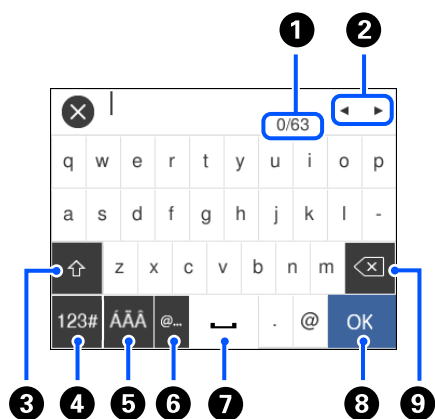 1 2
0/63
q w e r t y u i o p
a s d f g h j k l -
z x c v b n m
123# ÁÃÂ @... . @ OK
3 4 5 6 7 8 9